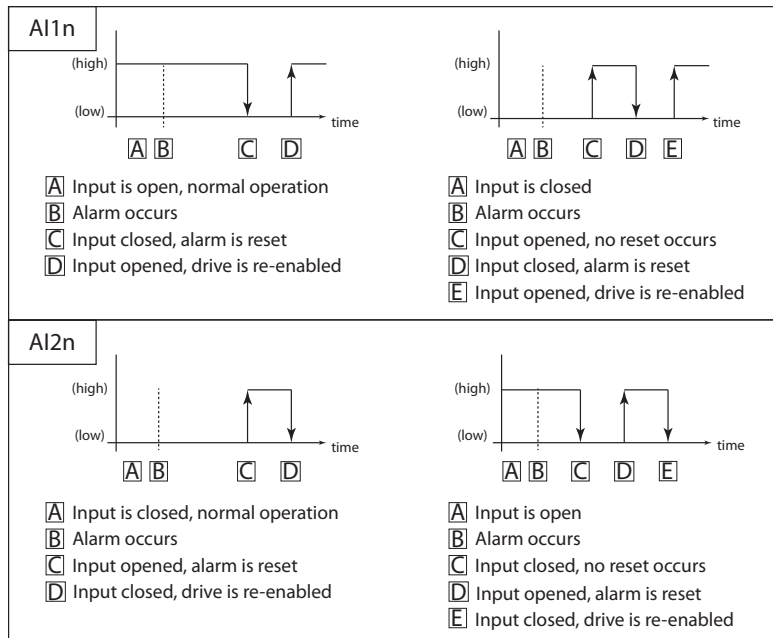 AI1n
(high)
(low)
time
A B C D
A Input is open, normal operation
B Alarm occurs
C Input closed, alarm is reset
D Input opened, drive is re-enabled
(high)
(low)
time
A B C D E
A Input is closed
B Alarm occurs
C Input opened, no reset occurs
D Input closed, alarm is reset
E Input opened, drive is re-enabled
AI2n
(high)
(low)
time
A B C D
A Input is closed, normal operation
B Alarm occurs
C Input opened, alarm is reset
D Input closed, drive is re-enabled
(high)
(low)
time
A B C D E
A Input is open
B Alarm occurs
C Input closed, no reset occurs
D Input opened, alarm is reset
E Input closed, drive is re-enabled